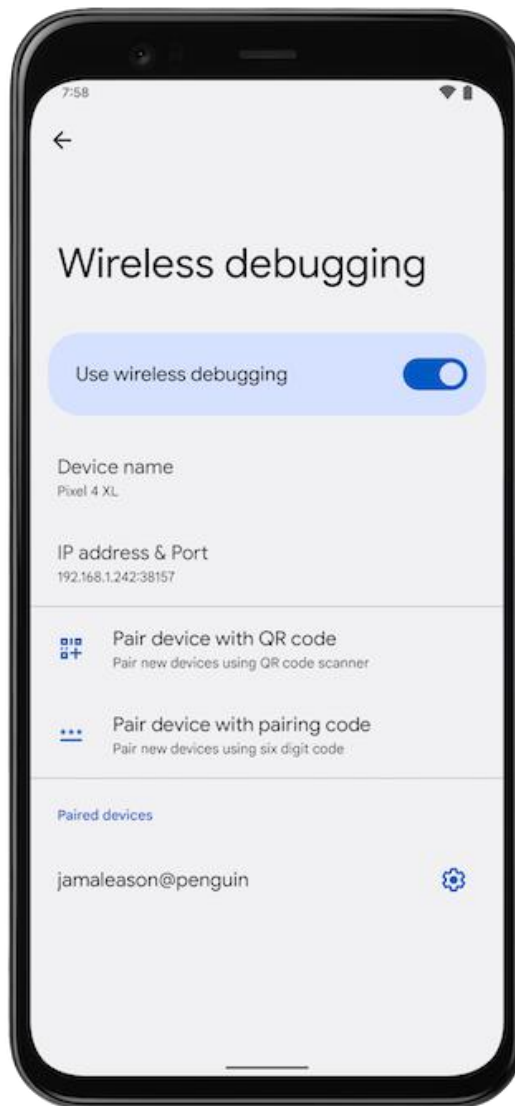 7:58
Wireless debugging
Use wireless debugging
Device name
Pixel 4 XL
IP address & Port
192.168.1.242:38157
Pair device with QR code
Pair new devices using QR code scanner
Pair device with pairing code
Pair new devices using six digit code
Paired devices
jamaleason@penguin